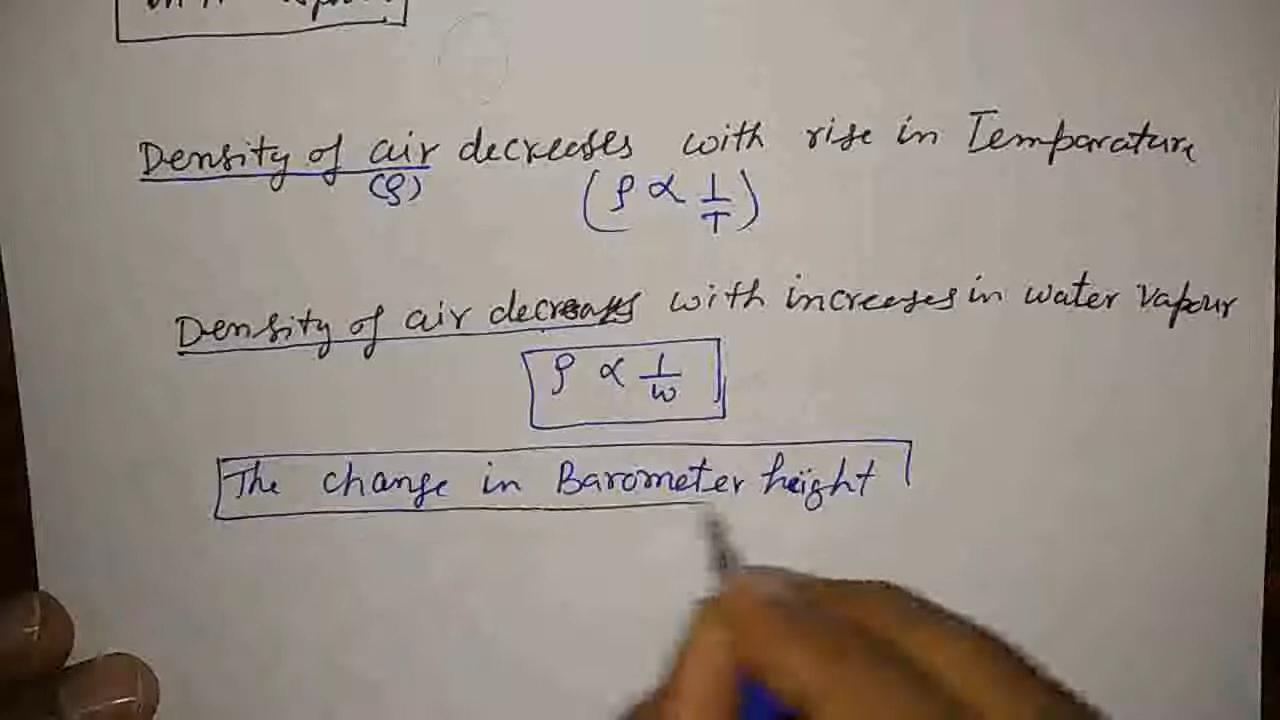 Density of air decreases with rise in Temparature
(ρ) (ρ ∝ 1/T)
Density of air decreases with increases in water vapour
ρ ∝ 1/w
The change in Barometer height